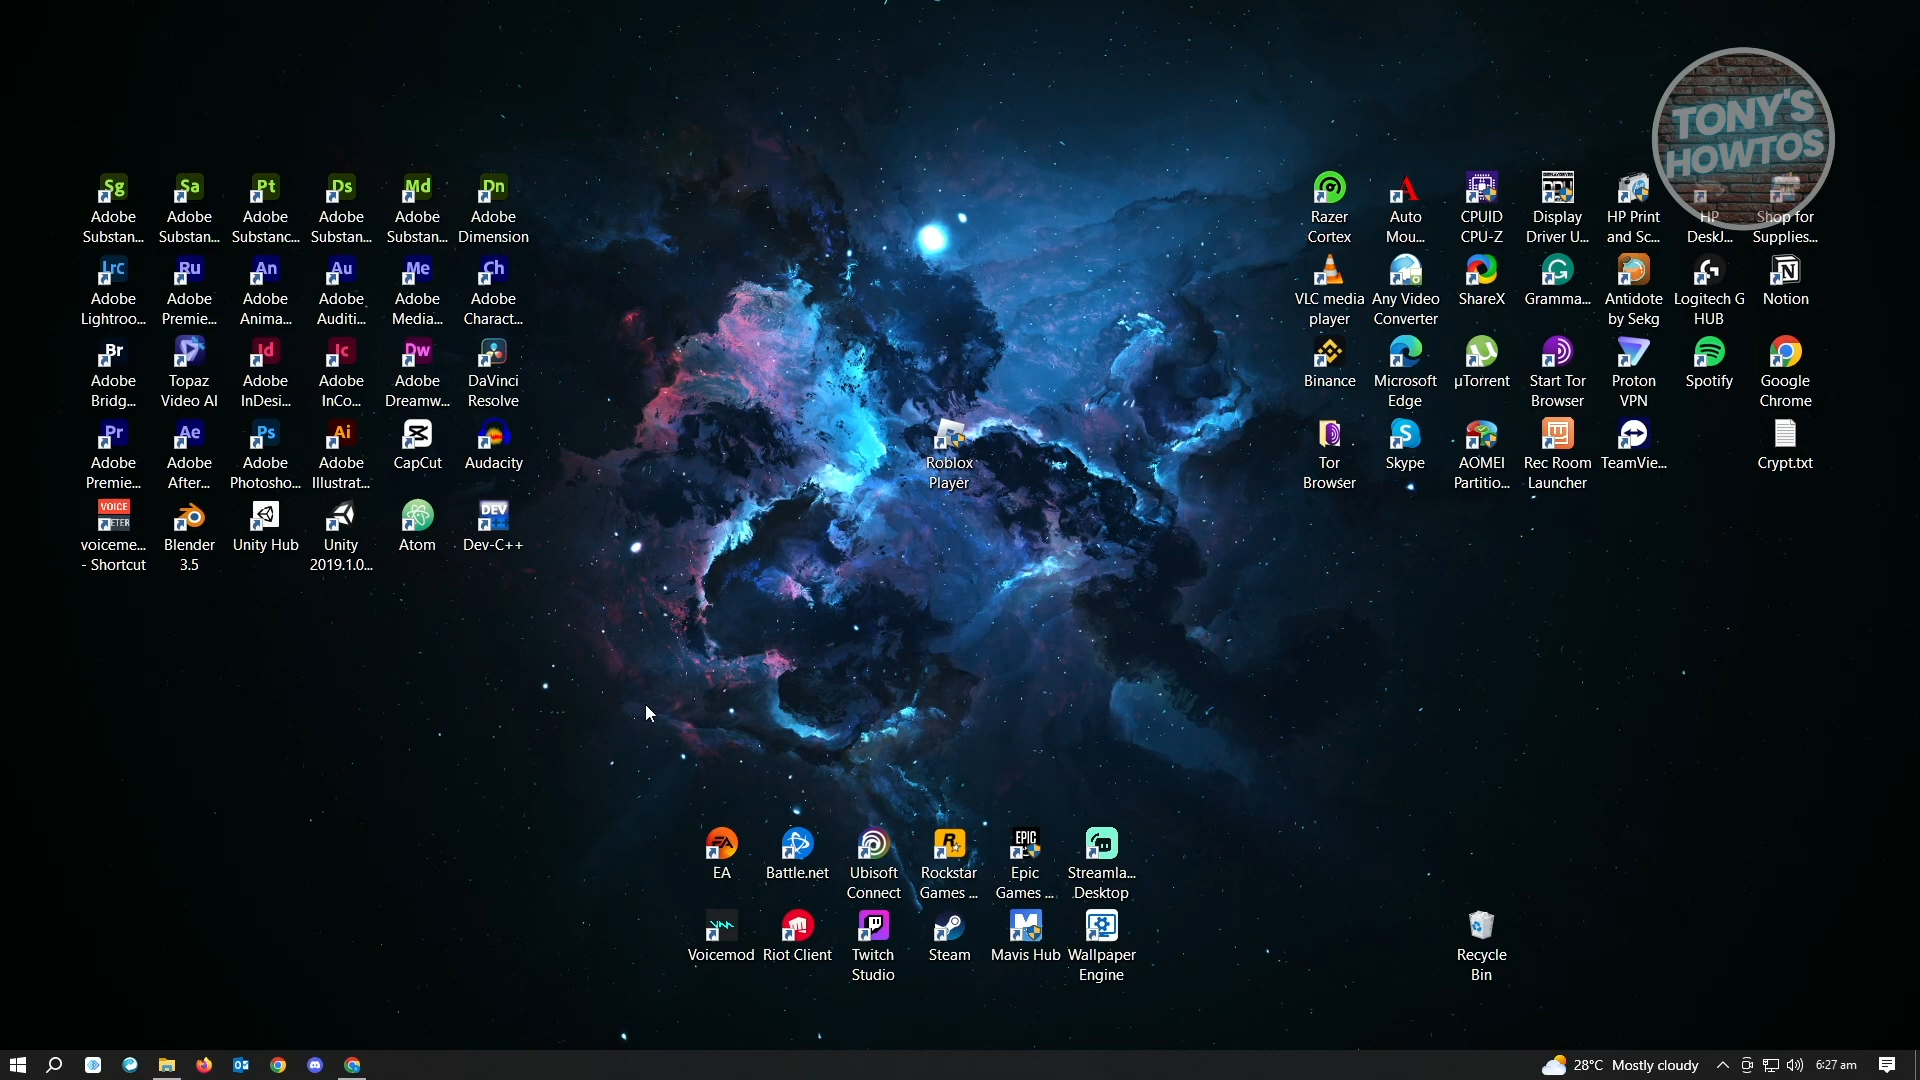 TONY'S
HOWTOS
Sg Sa Pt Ds Md Dn
Adobe Substan...
Adobe Substan...
Adobe Substanc...
Adobe Substan...
Adobe Substan...
Adobe Dimension
Lrc Ru An Au Me Ch
Adobe Lightroo...
Adobe Premie...
Adobe Anima...
Adobe Auditi...
Adobe Media...
Adobe Charact...
Br Id Ic Dw
Adobe Bridg...
Topaz Video AI
Adobe InDesi...
Adobe InCo...
Adobe Dreamw...
DaVinci Resolve
Pr Ae Ps Ai
Adobe Premie...
Adobe After...
Adobe Photosho...
Adobe Illustrat...
CapCut
Audacity
VOICE
DEV
voiceme... - Shortcut
Blender 3.5
Unity Hub
Unity 2019.1.0...
Atom
Dev-C++
Roblox Player
Razer Cortex
Auto Mou...
CPUID CPU-Z
Display Driver U...
HP Print and Sc...
HP DeskJ...
Shop for Supplies...
VLC media player
Any Video Converter
ShareX
Gramma...
Antidote by Sekg
Logitech G HUB
Notion
Binance
Microsoft Edge
µTorrent
Start Tor Browser
Proton VPN
Spotify
Google Chrome
Tor Browser
Skype
AOMEI Partitio...
Rec Room Launcher
TeamVie...
Crypt.txt
EPIC
EA
Battle.net
Ubisoft Connect
Rockstar Games ...
Epic Games ...
Streamla... Desktop
Voicemod
Riot Client
Twitch Studio
Steam
Mavis Hub
Wallpaper Engine
Recycle Bin
28°C Mostly cloudy
6:27 am